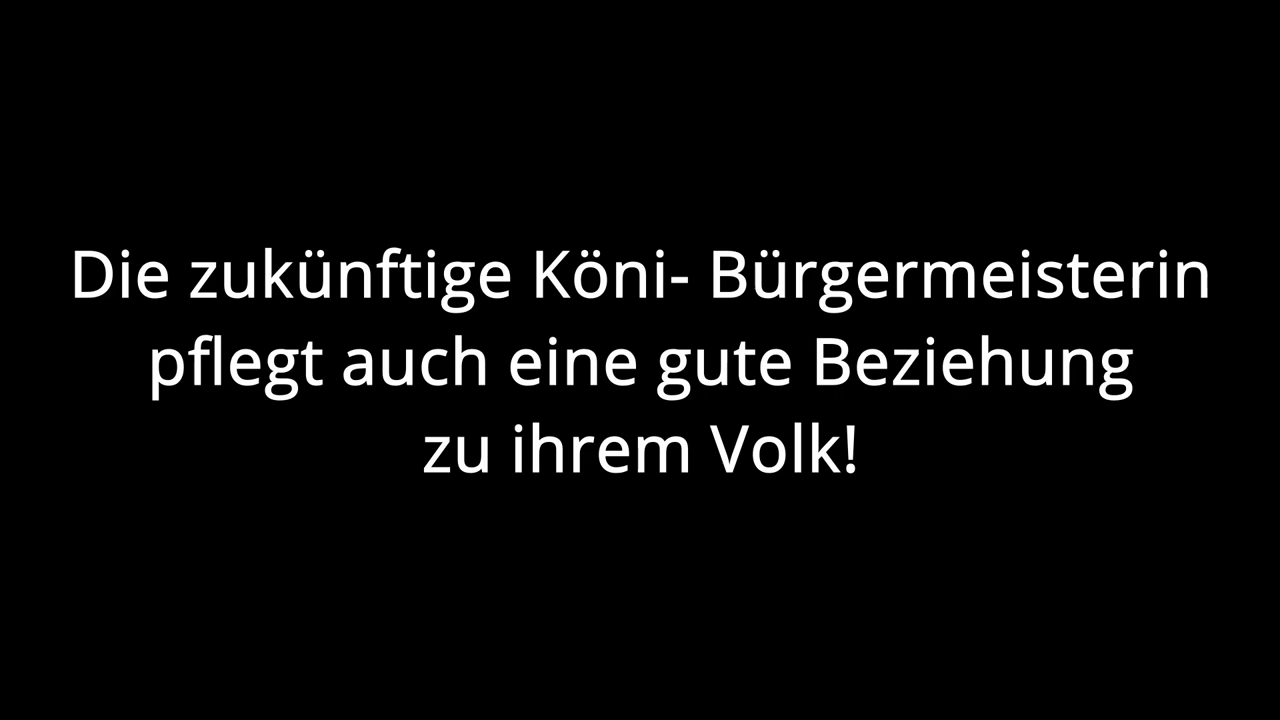 Die zukünftige Köni- Bürgermeisterin
pflegt auch eine gute Beziehung
zu ihrem Volk!